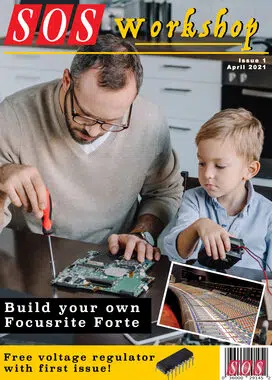 SOS Workshop
Issue 1
April 2021
Build your own
Focusrite Forte
Free voltage regulator
with first issue!
SOS